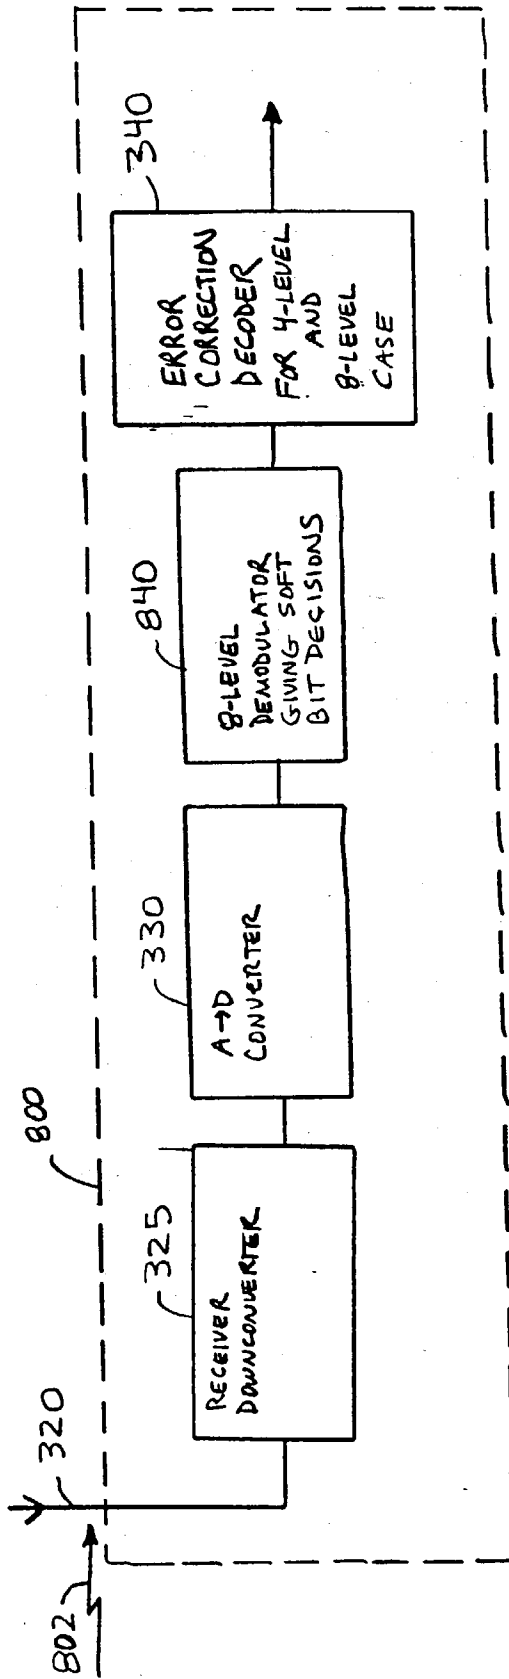 802
320
800
325
RECEIVER
DOWNCONVERTER
330
A→D
CONVERTER
840
8-LEVEL
DEMODULATOR
GIVING SOFT
BIT DECISIONS
340
ERROR
CORRECTION
DECODER
FOR 4-LEVEL
AND
8-LEVEL
CASE